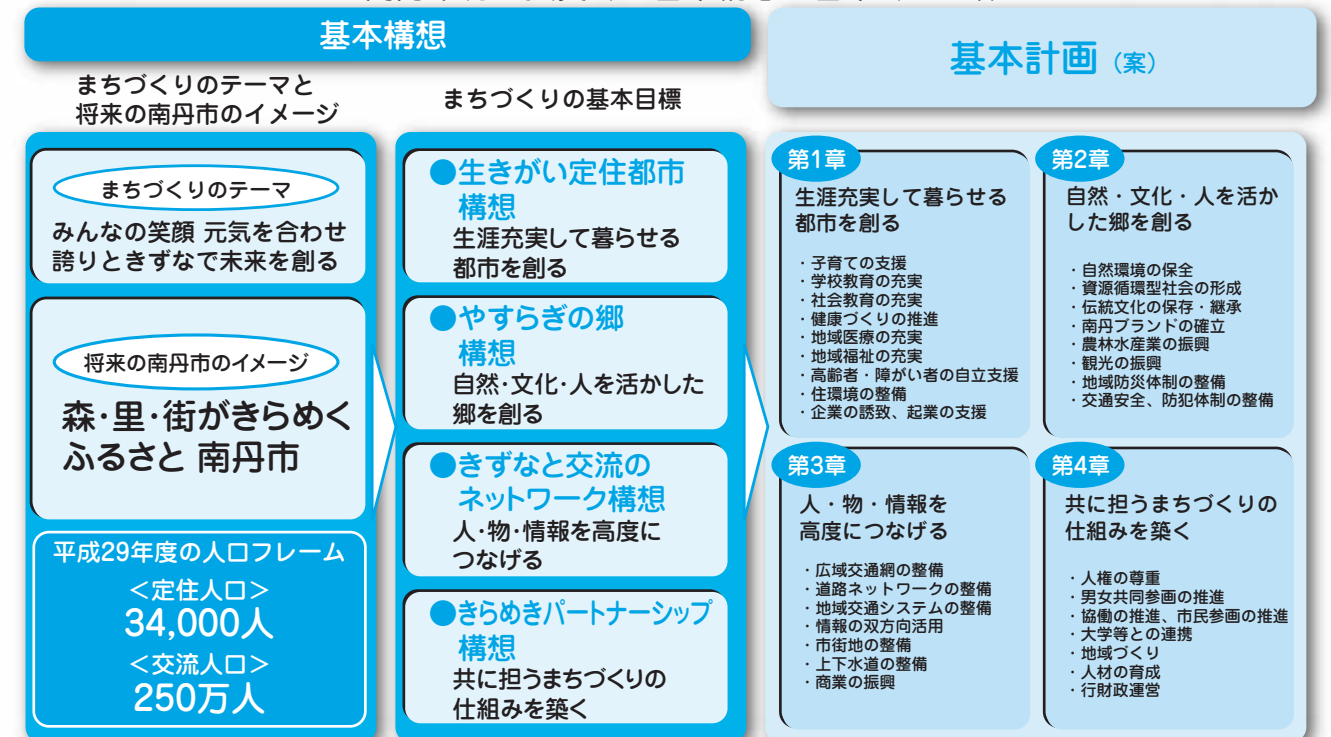 基本構想
まちづくりのテーマと
将来の南丹市のイメージ
まちづくりのテーマ
みんなの笑顔 元気を合わせ
誇りときずなで未来を創る
将来の南丹市のイメージ
森・里・街がきらめく
ふるさと 南丹市
平成29年度の人口フレーム
＜定住人口＞
34,000人
＜交流人口＞
250万人
まちづくりの基本目標
●生きがい定住都市
構想
生涯充実して暮らせる
都市を創る
●やすらぎの郷
構想
自然・文化・人を活かした
郷を創る
●きずなと交流の
ネットワーク構想
人・物・情報を高度に
つなげる
●きらめきパートナーシップ
構想
共に担うまちづくりの
仕組みを築く
基本計画（案）
第1章
生涯充実して暮らせる
都市を創る
・子育ての支援
・学校教育の充実
・社会教育の充実
・健康づくりの推進
・地域医療の充実
・地域福祉の充実
・高齢者・障がい者の自立支援
・住環境の整備
・企業の誘致、起業の支援
第2章
自然・文化・人を活か
した郷を創る
・自然環境の保全
・資源循環型社会の形成
・伝統文化の保存・継承
・南丹ブランドの確立
・農林水産業の振興
・観光の振興
・地域防災体制の整備
・交通安全、防犯体制の整備
第3章
人・物・情報を
高度につなげる
・広域交通網の整備
・道路ネットワークの整備
・地域交通システムの整備
・情報の双方向活用
・市街地の整備
・上下水道の整備
・商業の振興
第4章
共に担うまちづくりの
仕組みを築く
・人権の尊重
・男女共同参画の推進
・協働の推進、市民参画の推進
・大学等との連携
・地域づくり
・人材の育成
・行財政運営